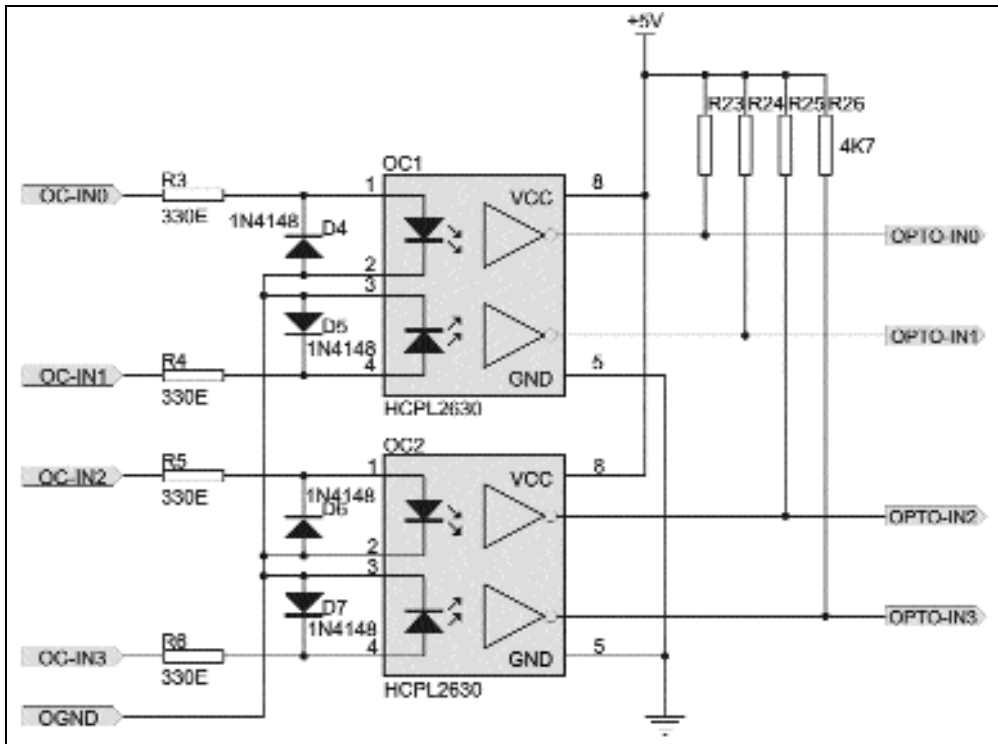 +5V
R23 R24 R25 R26
4K7
OC-IN0
R3
330E
1N4148
D4
OC1
1
2
3
4
VCC
8
GND
5
HCPL2630
OPTO-IN0
OPTO-IN1
D5
1N4148
OC-IN1
R4
330E
OC-IN2
R5
330E
1N4148
D6
OC2
1
2
3
4
VCC
8
GND
5
HCPL2630
OPTO-IN2
OPTO-IN3
D7
1N4148
OC-IN3
R6
330E
OGND